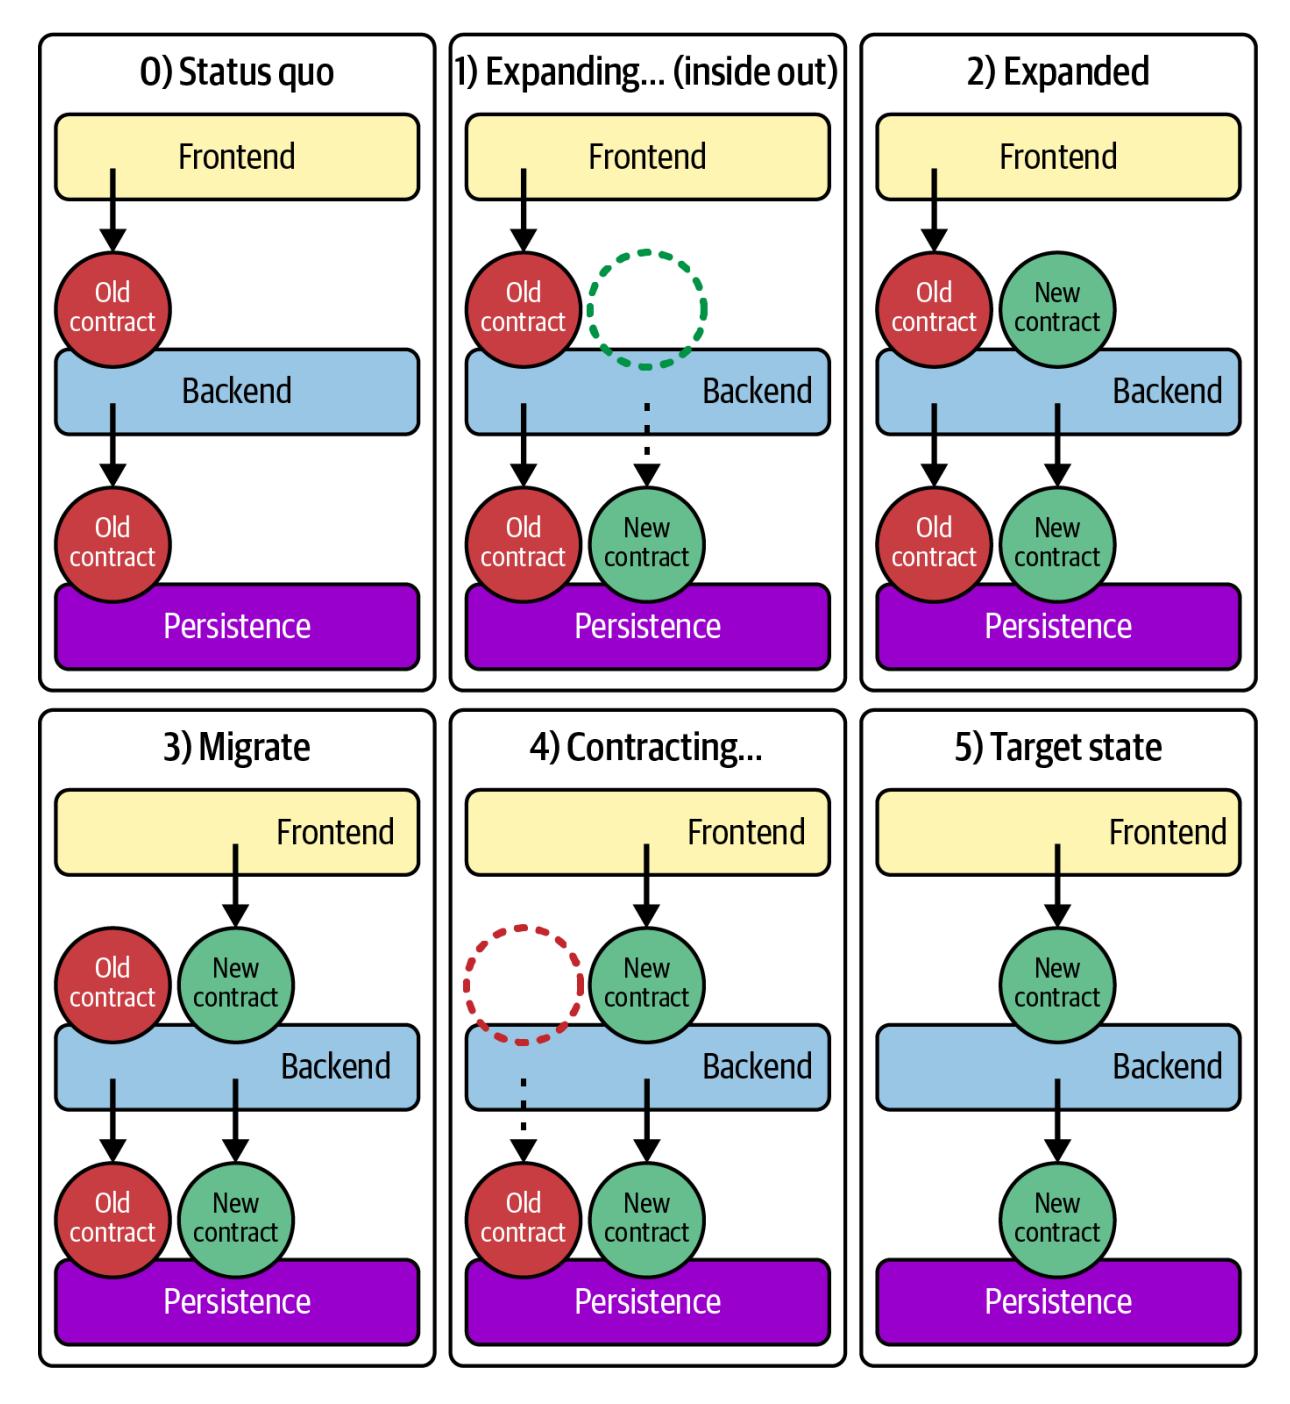 0) Status quo
Frontend
Old
contract
Backend
Old
contract
Persistence
1) Expanding... (inside out)
Frontend
Old
contract
Backend
Old
contract
New
contract
Persistence
2) Expanded
Frontend
Old
contract
New
contract
Backend
Old
contract
New
contract
Persistence
3) Migrate
Frontend
Old
contract
New
contract
Backend
Old
contract
New
contract
Persistence
4) Contracting...
Frontend
New
contract
Backend
Old
contract
New
contract
Persistence
5) Target state
Frontend
New
contract
Backend
New
contract
Persistence